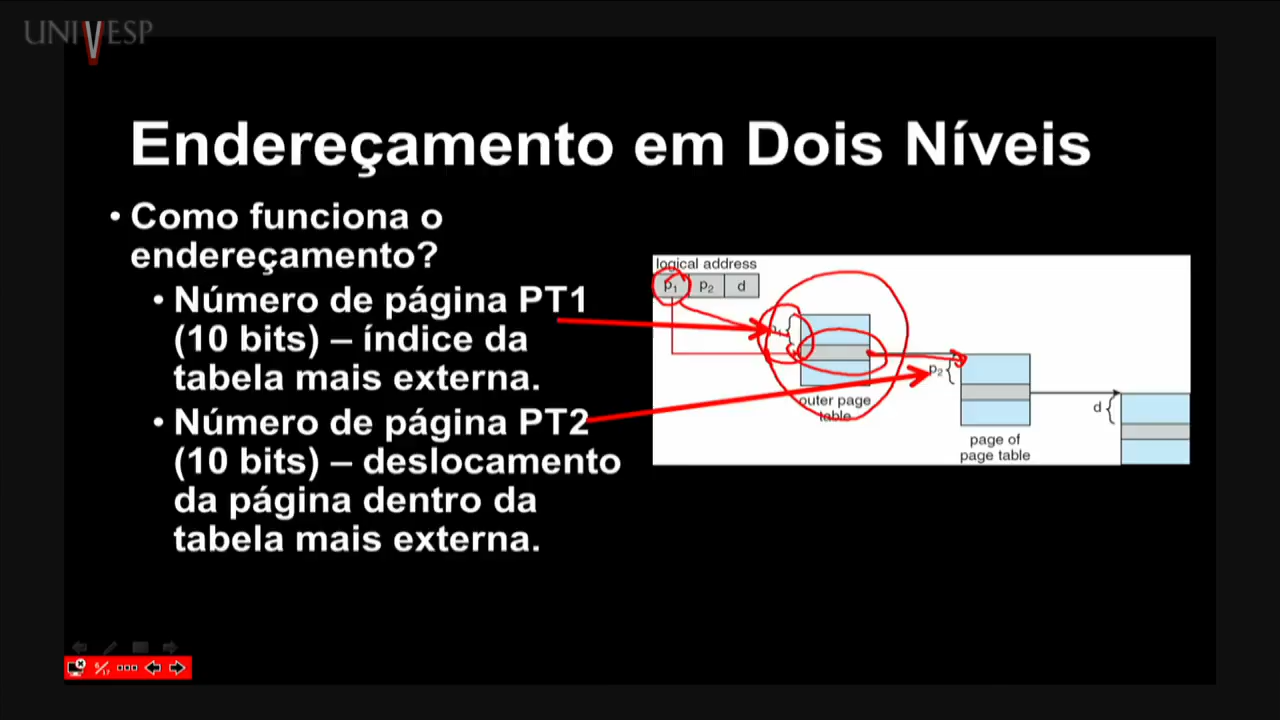 UNIVESP
Endereçamento em Dois Níveis
• Como funciona o
endereçamento?
• Número de página PT1
(10 bits) – índice da
tabela mais externa.
• Número de página PT2
(10 bits) – deslocamento
da página dentro da
tabela mais externa.
logical address
p1 p2 d
outer page
table
p2
page of
page table
d